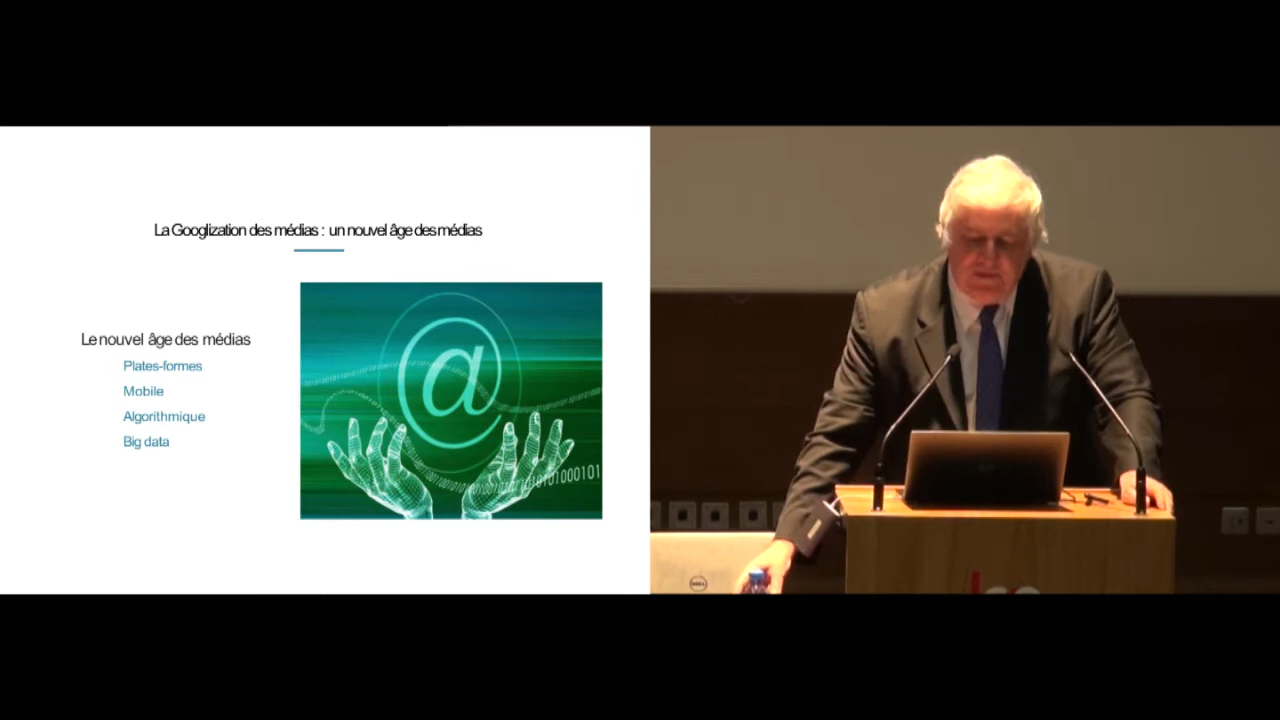 La Googlization des médias : un nouvel âge des médias
Le nouvel âge des médias
Plates-formes
Mobile
Algorithmique
Big data
@
DELL